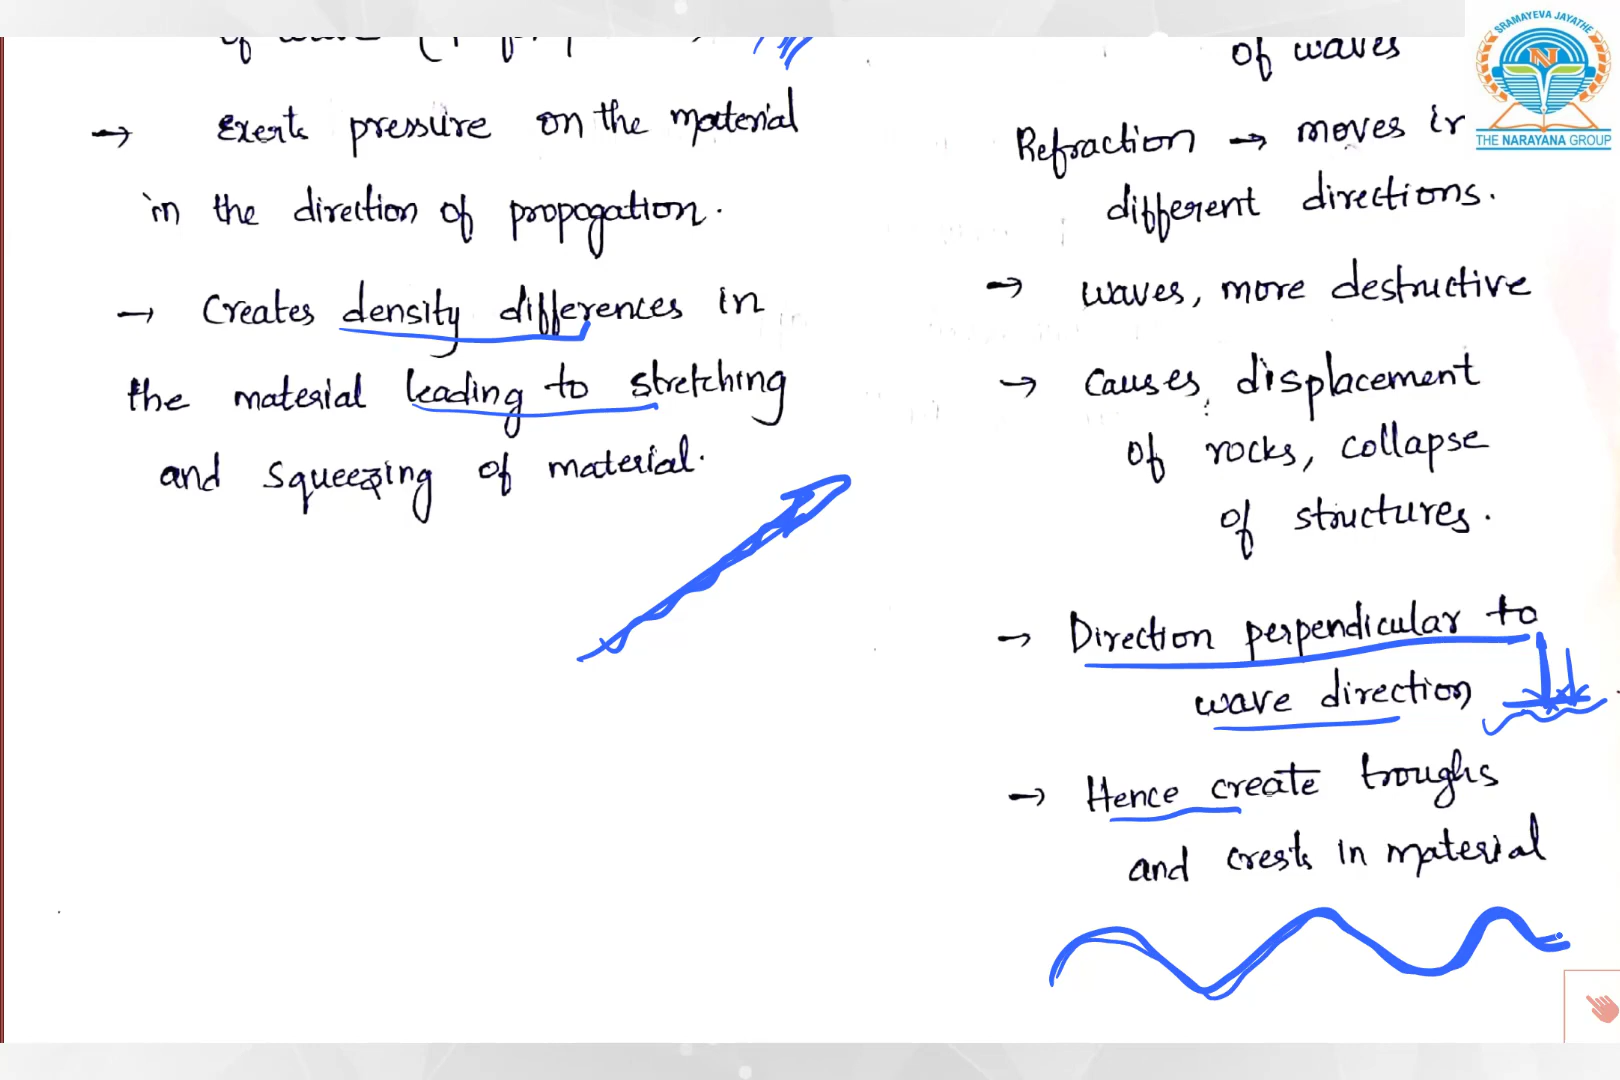 → Exerts pressure on the material
in the direction of propogation.
→ Creates density differences in
the material leading to stretching
and squeezing of material.
of waves
Refraction → moves in
different directions.
→ waves, more destructive
→ Causes displacement
of rocks, collapse
of structures.
→ Direction perpendicular to
wave direction
→ Hence create troughs
and crests in material
SRAMAYEVA JAYATHE
N
THE NARAYANA GROUP